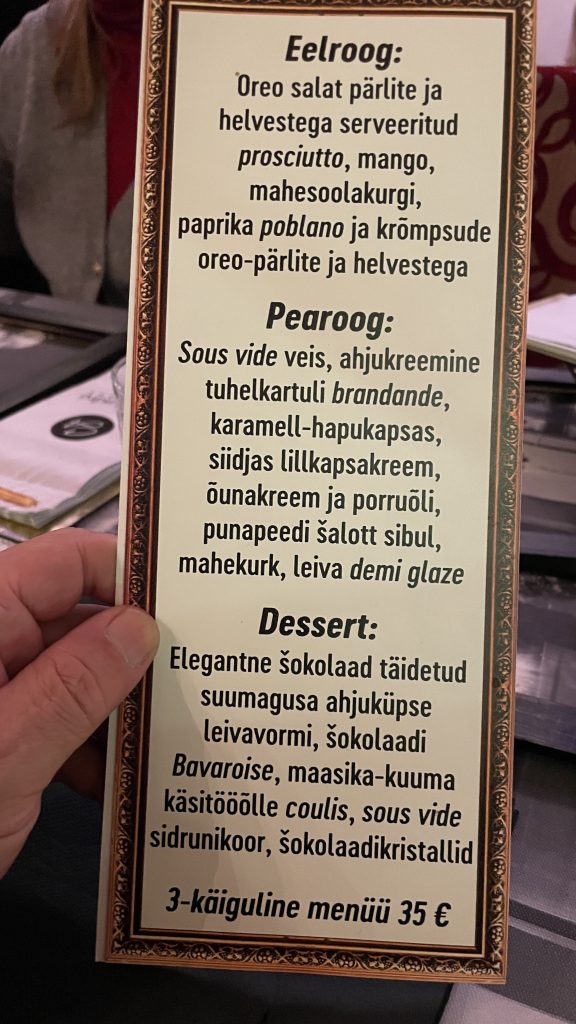 Eelroog:
Oreo salat pärlite ja
helvestega serveeritud
prosciutto, mango,
mahesoolakurgi,
paprika poblano ja krõmpsude
oreo-pärlite ja helvestega
Pearoog:
Sous vide veis, ahjukreemine
tuhelkartuli brandande,
karamell-hapukapsas,
siidjas lillkapsakreem,
õunakreem ja porruõli,
punapeedi šalott sibul,
mahekurk, leiva demi glaze
Dessert:
Elegantne šokolaad täidetud
suumagusa ahjuküpse
leivavormi, šokolaadi
Bavaroise, maasika-kuuma
käsitööõlle coulis, sous vide
sidrunikoor, šokolaadikristallid
3-käiguline menüü 35 €